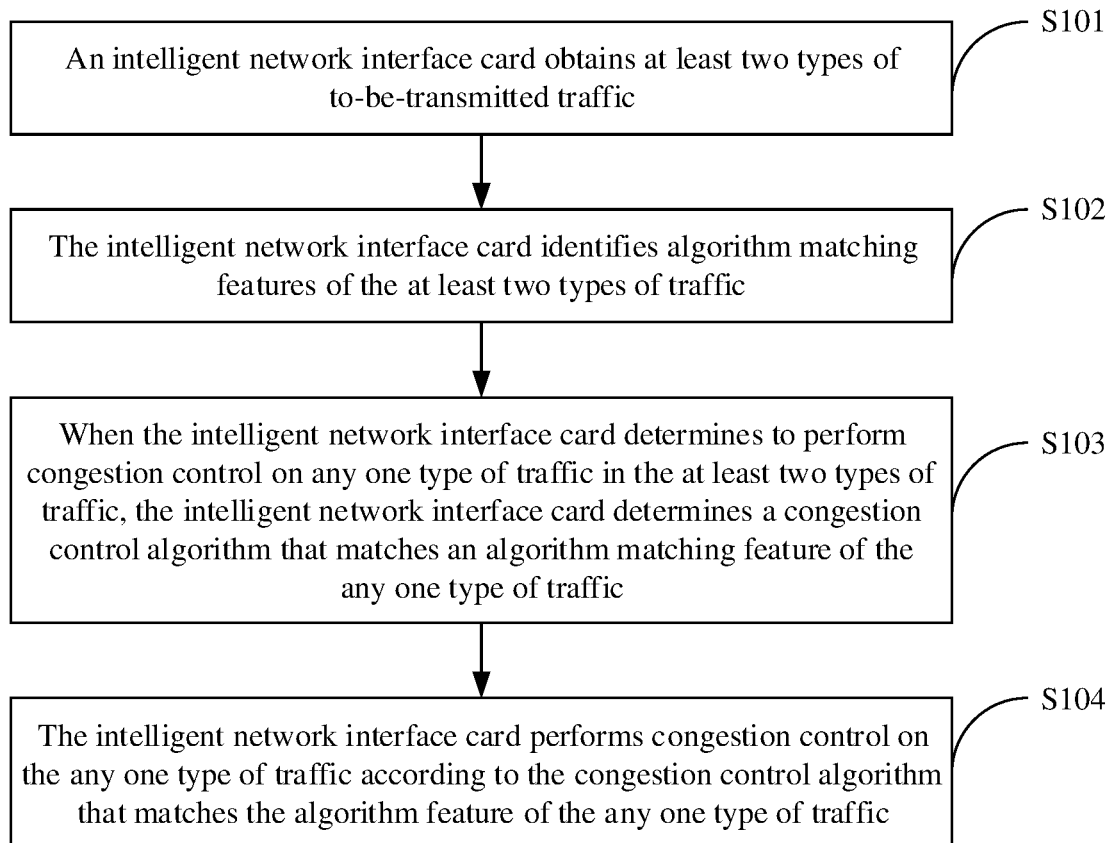 S101
An intelligent network interface card obtains at least two types of
to-be-transmitted traffic
S102
The intelligent network interface card identifies algorithm matching
features of the at least two types of traffic
S103
When the intelligent network interface card determines to perform
congestion control on any one type of traffic in the at least two types of
traffic, the intelligent network interface card determines a congestion
control algorithm that matches an algorithm matching feature of the
any one type of traffic
S104
The intelligent network interface card performs congestion control on
the any one type of traffic according to the congestion control algorithm
that matches the algorithm feature of the any one type of traffic